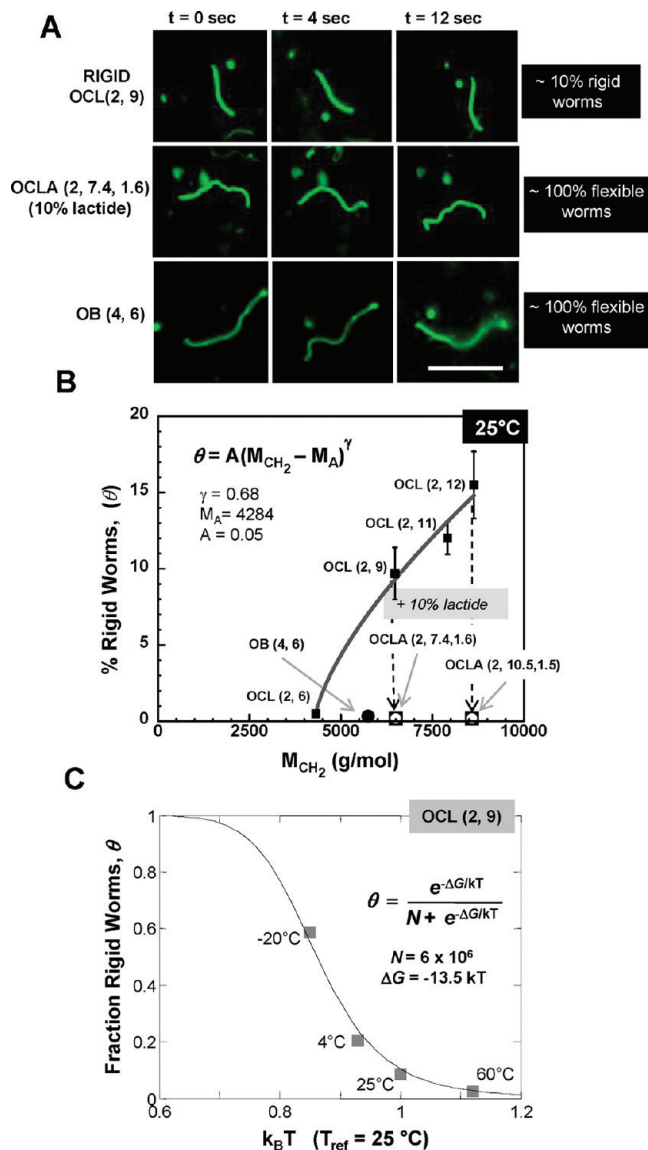 A
t = 0 sec
t = 4 sec
t = 12 sec
RIGID
OCL(2, 9)
~ 10% rigid
worms
OCLA (2, 7.4, 1.6)
(10% lactide)
~ 100% flexible
worms
OB (4, 6)
~ 100% flexible
worms
B
20
15
10
5
0
% Rigid Worms, (θ)
25°C
θ = A(M_CH₂ – M_A)^γ
γ = 0.68
M_A= 4284
A = 0.05
OCL (2, 12)
OCL (2, 11)
OCL (2, 9)
+ 10% lactide
OB (4, 6)
OCLA (2, 7.4,1.6)
OCLA (2, 10.5,1.5)
OCL (2, 6)
0 2500 5000 7500 10000
M_CH₂ (g/mol)
C
1
0.8
0.6
0.4
0.2
0
Fraction Rigid Worms, θ
OCL (2, 9)
θ = e^-ΔG/kT / N + e^-ΔG/kT
N = 6 x 10⁶
ΔG = -13.5 kT
-20°C
4°C
25°C
60°C
0.6 0.8 1 1.2
k_BT (T_ref = 25 °C)